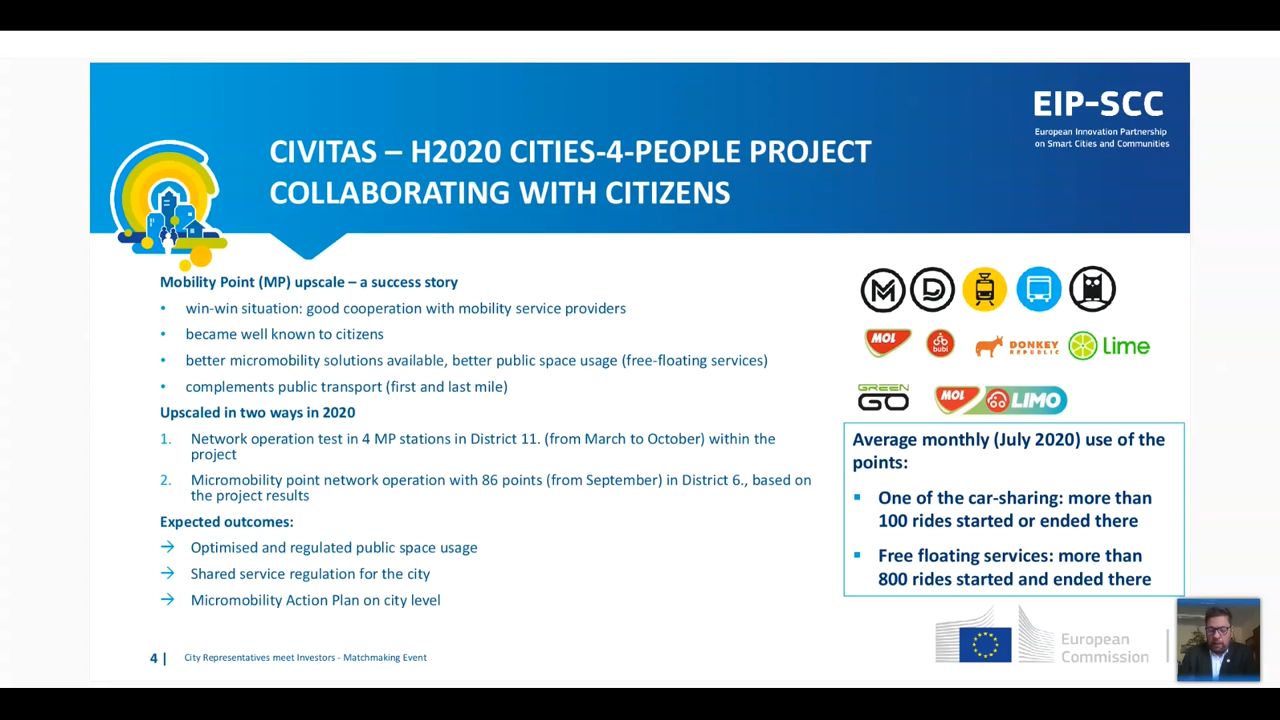 EIP-SCC
European Innovation Partnership
on Smart Cities and Communities
CIVITAS – H2020 CITIES-4-PEOPLE PROJECT
COLLABORATING WITH CITIZENS
Mobility Point (MP) upscale – a success story
• win-win situation: good cooperation with mobility service providers
• became well known to citizens
• better micromobility solutions available, better public space usage (free-floating services)
• complements public transport (first and last mile)
Upscaled in two ways in 2020
1. Network operation test in 4 MP stations in District 11. (from March to October) within the
project
2. Micromobility point network operation with 86 points (from September) in District 6., based on
the project results
Expected outcomes:
→ Optimised and regulated public space usage
→ Shared service regulation for the city
→ Micromobility Action Plan on city level
M D
MOL bubi DONKEY REPUBLIC Lime
GREEN GO MOL LIMO
Average monthly (July 2020) use of the
points:
▪ One of the car-sharing: more than
100 rides started or ended there
▪ Free floating services: more than
800 rides started and ended there
4 | City Representatives meet Investors - Matchmaking Event
European
Commission